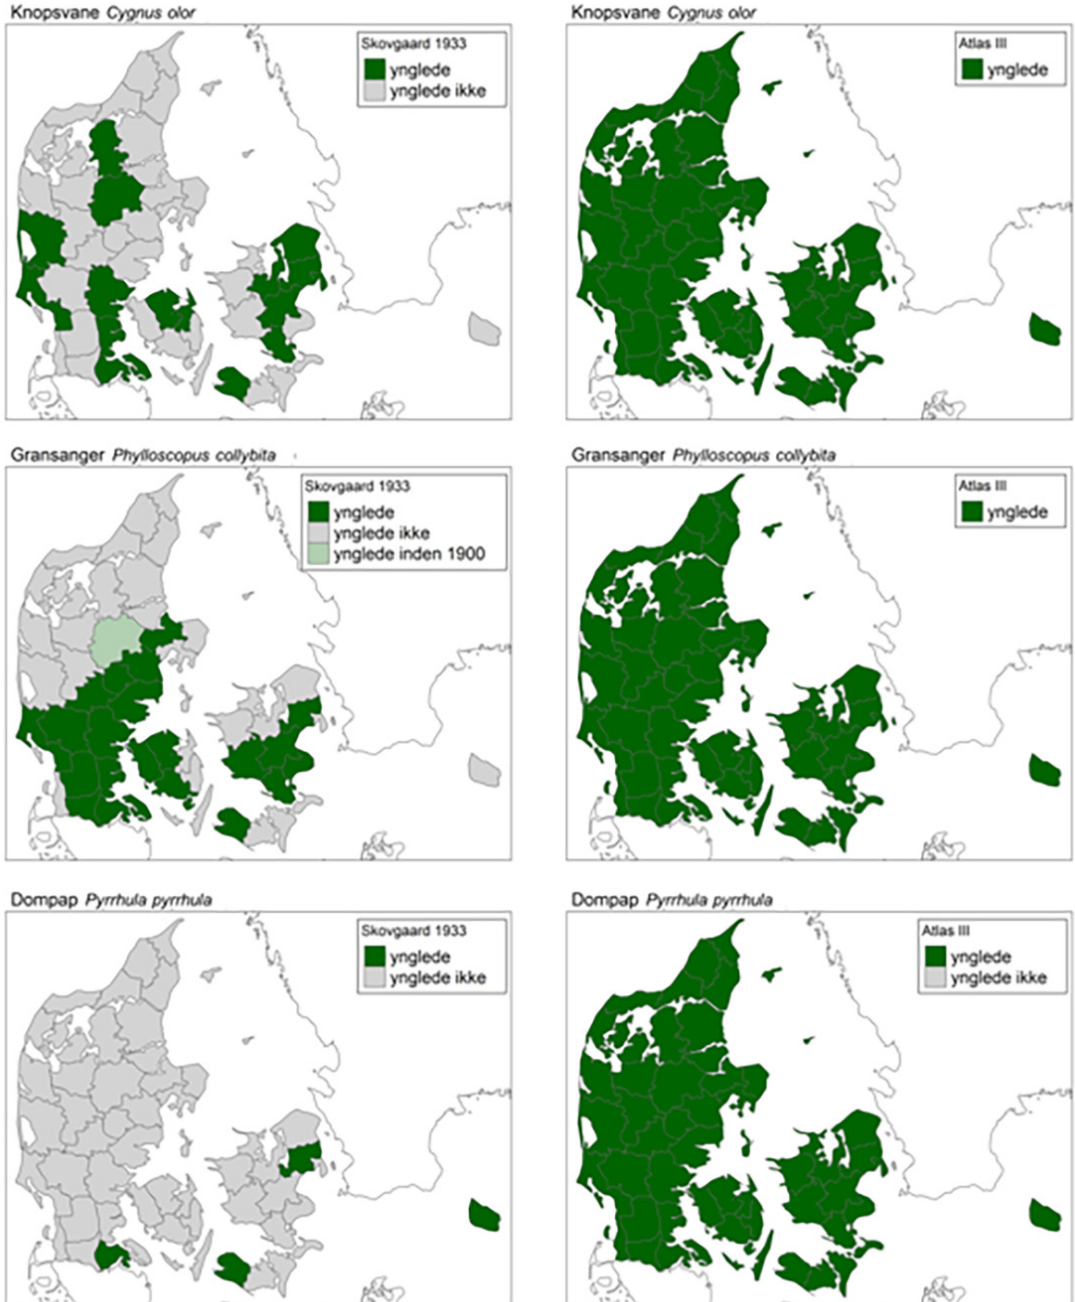 Knopsvane Cygnus olor
Skovgaard 1933
ynglede
ynglede ikke
Knopsvane Cygnus olor
Atlas III
ynglede
Gransanger Phylloscopus collybita
Skovgaard 1933
ynglede
ynglede ikke
ynglede inden 1900
Gransanger Phylloscopus collybita
Atlas III
ynglede
Dompap Pyrrhula pyrrhula
Skovgaard 1933
ynglede
ynglede ikke
Dompap Pyrrhula pyrrhula
Atlas III
ynglede
ynglede ikke